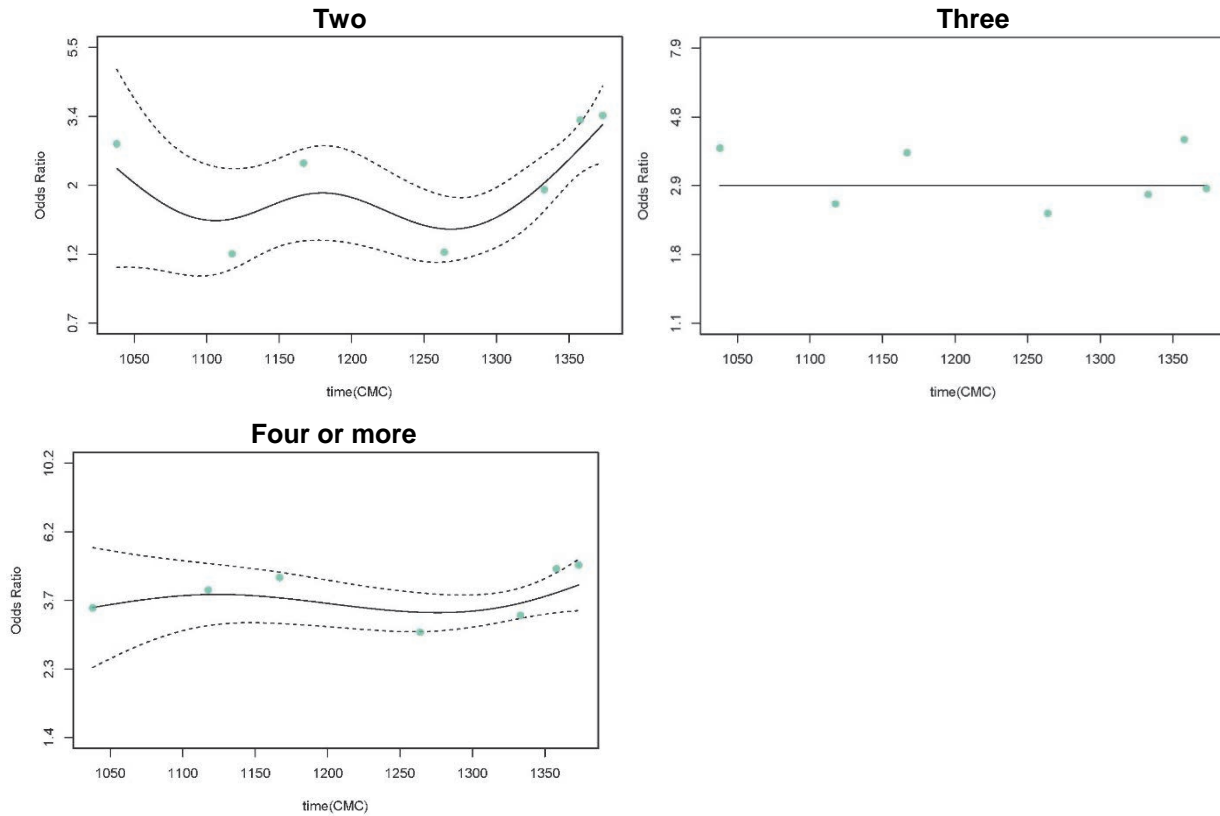 Two
5.5
3.4
2
1.2
0.7
Odds Ratio
1050 1100 1150 1200 1250 1300 1350
time(CMC)
Three
7.9
4.8
2.9
1.8
1.1
Odds Ratio
1050 1100 1150 1200 1250 1300 1350
time(CMC)
Four or more
10.2
6.2
3.7
2.3
1.4
Odds Ratio
1050 1100 1150 1200 1250 1300 1350
time(CMC)